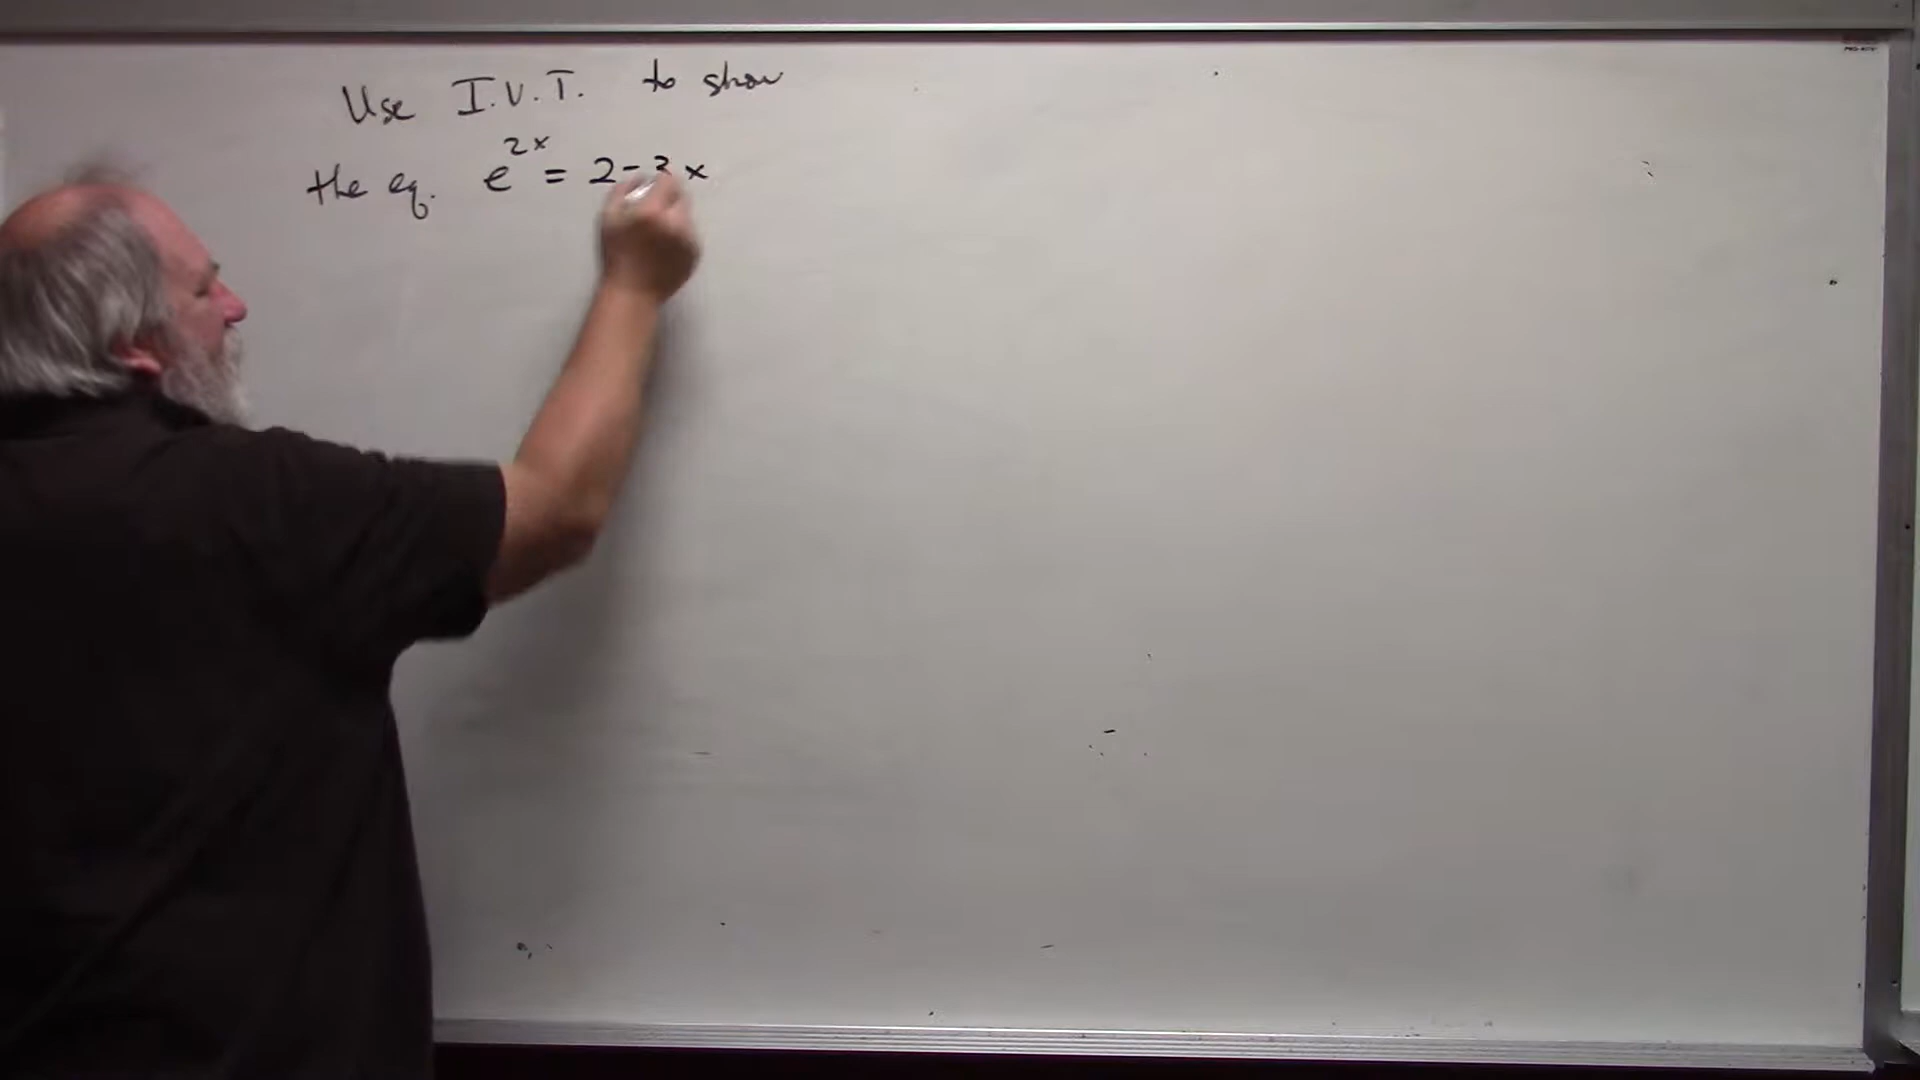 Use I.V.T. to show
the eq. e^{2x} = 2-3x